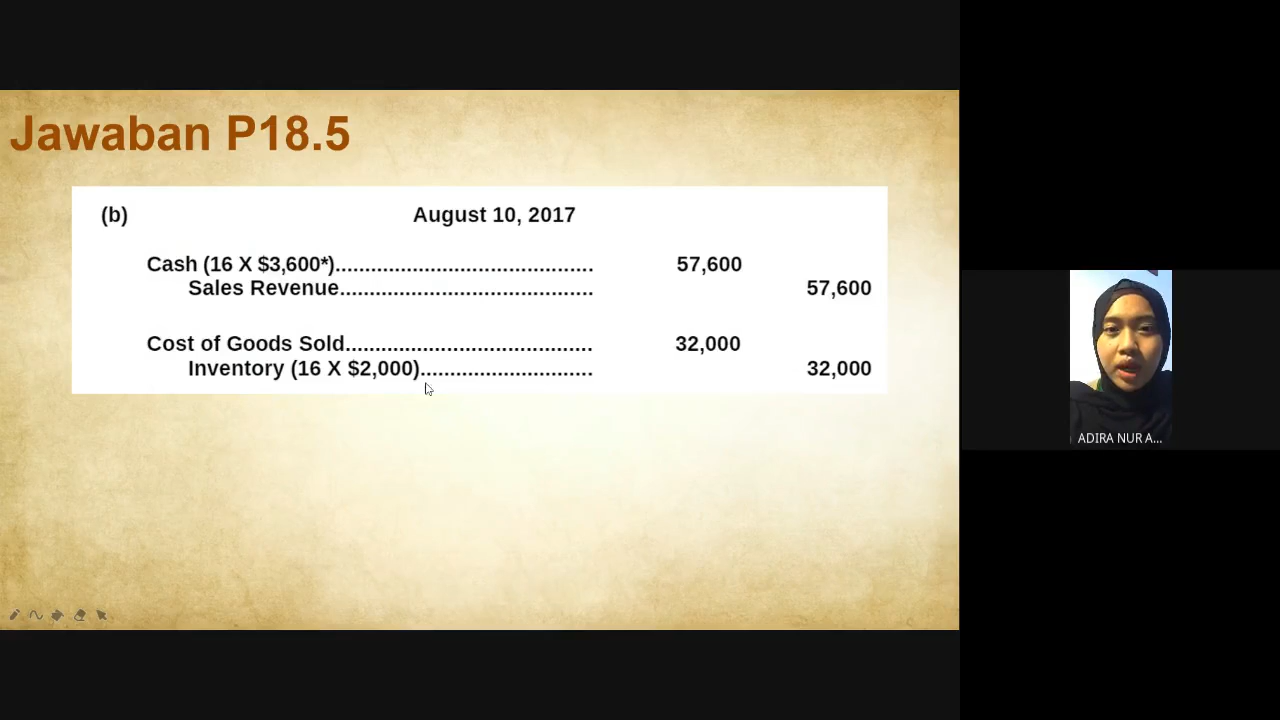 Jawaban P18.5
(b) August 10, 2017
Cash (16 X $3,600*)........................................... 57,600
Sales Revenue.......................................... 57,600
Cost of Goods Sold......................................... 32,000
Inventory (16 X $2,000)............................. 32,000
ADIRA NUR A...